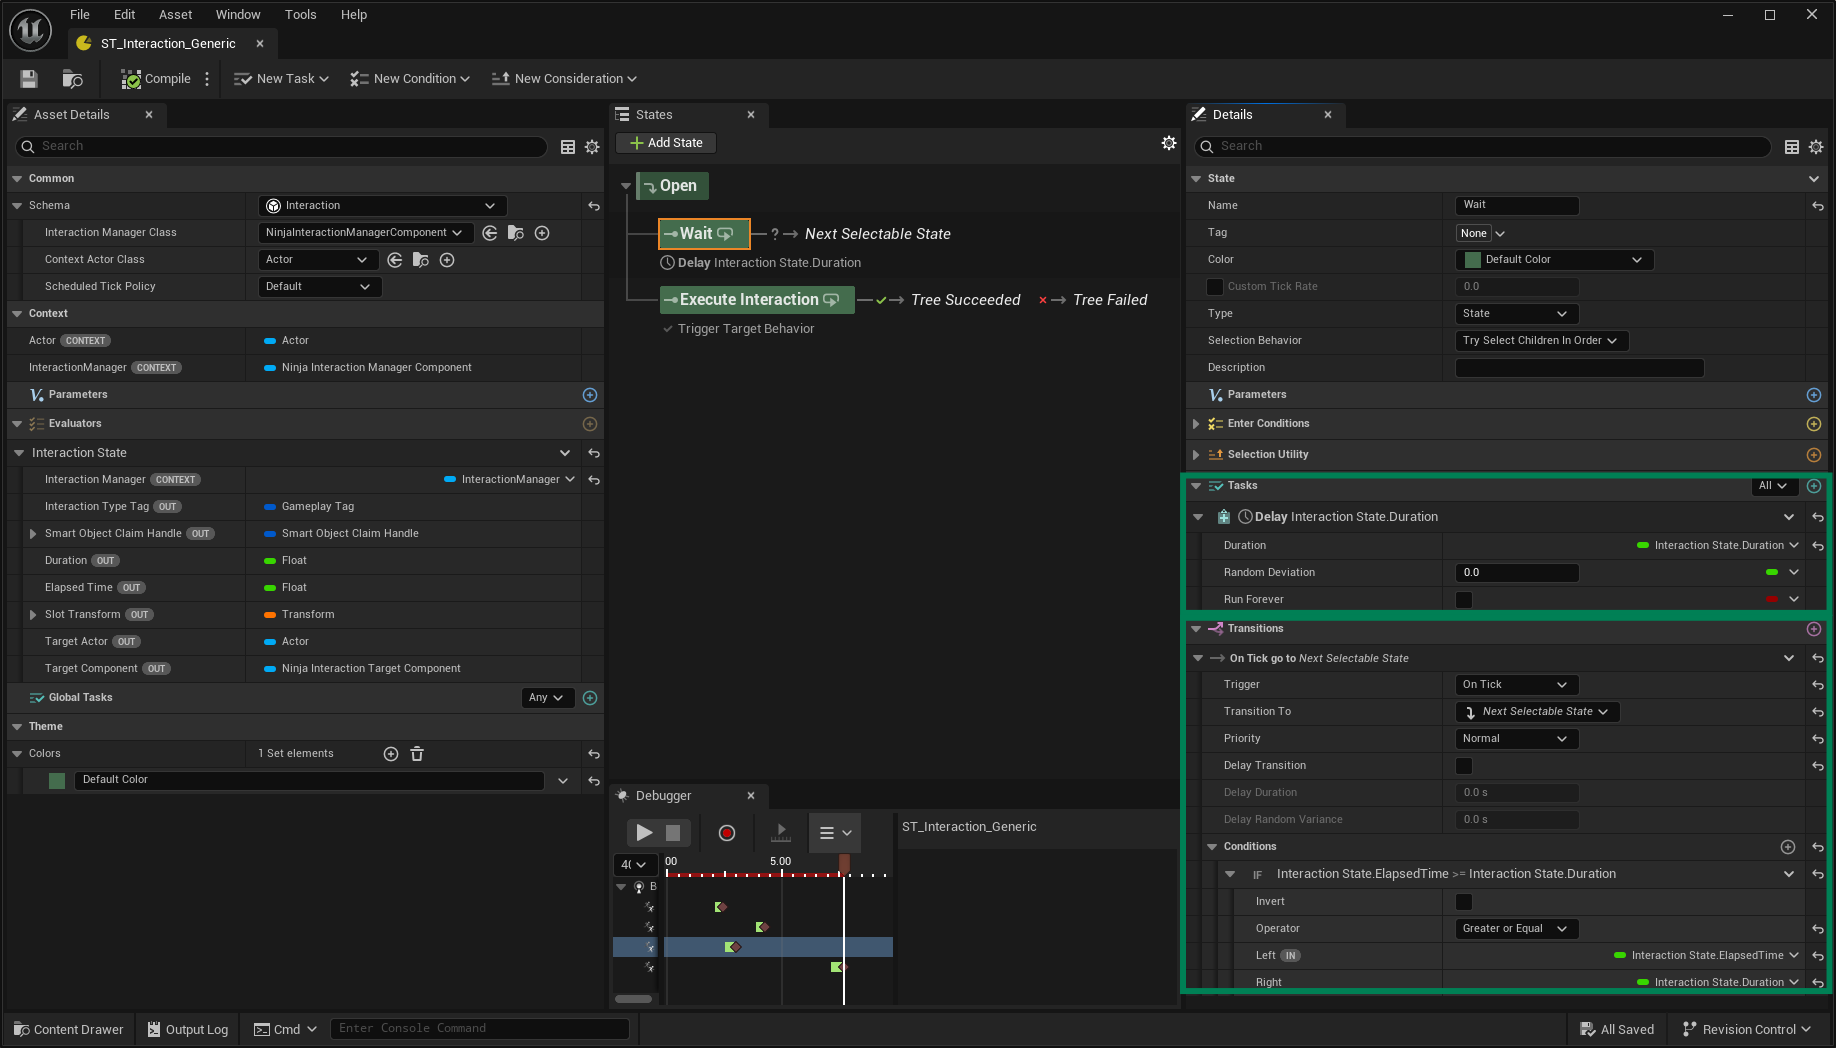 File Edit Asset Window Tools Help
ST_Interaction_Generic
Compile New Task New Condition New Consideration
Asset Details
Search
Common
Schema Interaction
Interaction Manager Class NinjaInteractionManagerComponent
Context Actor Class Actor
Scheduled Tick Policy Default
Context
Actor CONTEXT Actor
InteractionManager CONTEXT Ninja Interaction Manager Component
Parameters
Evaluators
Interaction State
Interaction Manager CONTEXT InteractionManager
Interaction Type Tag OUT Gameplay Tag
Smart Object Claim Handle OUT Smart Object Claim Handle
Duration OUT Float
Elapsed Time OUT Float
Slot Transform OUT Transform
Target Actor OUT Actor
Target Component OUT Ninja Interaction Target Component
Global Tasks Any
Theme
Colors 1 Set elements
Default Color
States
Add State
Open
Wait ? Next Selectable State
Delay Interaction State.Duration
Execute Interaction Tree Succeeded Tree Failed
Trigger Target Behavior
Debugger
ST_Interaction_Generic
4( 00 5.00
B
Details
Search
State
Name Wait
Tag None
Color Default Color
Custom Tick Rate 0.0
Type State
Selection Behavior Try Select Children In Order
Description
Parameters
Enter Conditions
Selection Utility
Tasks All
Delay Interaction State.Duration
Duration Interaction State.Duration
Random Deviation 0.0
Run Forever
Transitions
On Tick go to Next Selectable State
Trigger On Tick
Transition To Next Selectable State
Priority Normal
Delay Transition
Delay Duration 0.0 s
Delay Random Variance 0.0 s
Conditions
IF Interaction State.ElapsedTime >= Interaction State.Duration
Invert
Operator Greater or Equal
Left IN Interaction State.ElapsedTime
Right Interaction State.Duration
Content Drawer Output Log Cmd Enter Console Command All Saved Revision Control